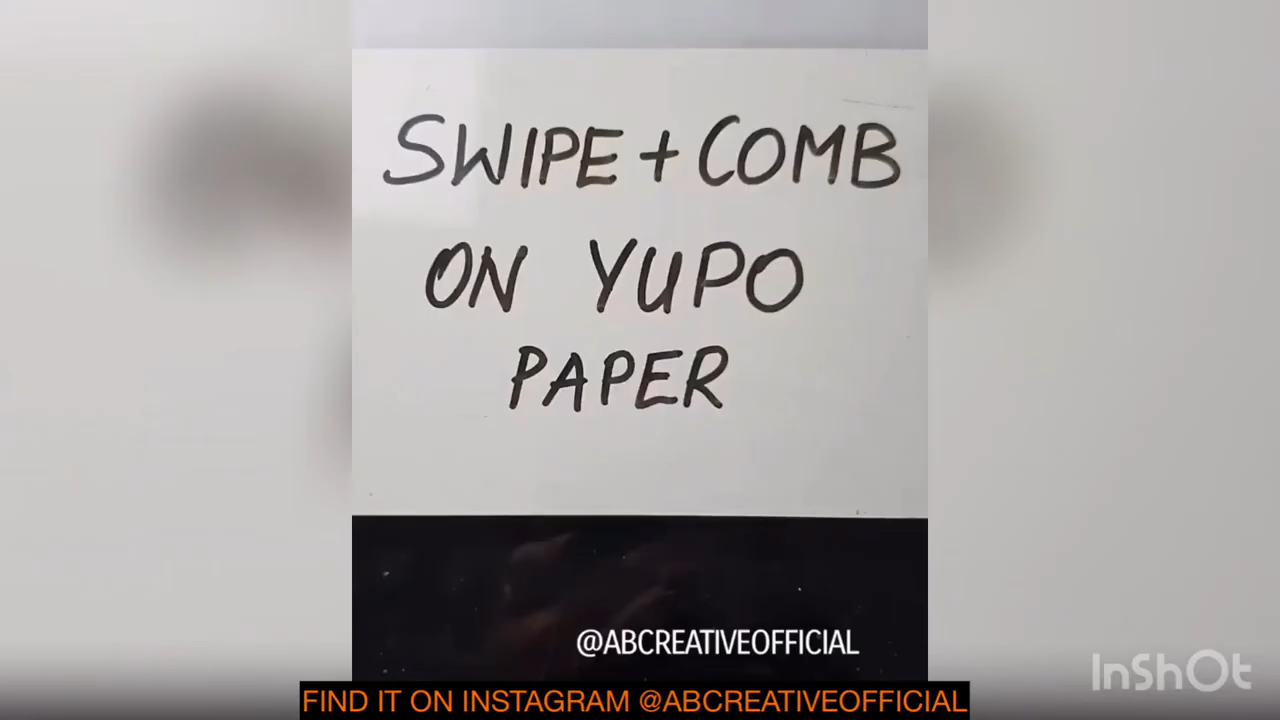 SWIPE + COMB
ON YUPO
PAPER
@ABCREATIVEOFFICIAL
InShOt
FIND IT ON INSTAGRAM @ABCREATIVEOFFICIAL